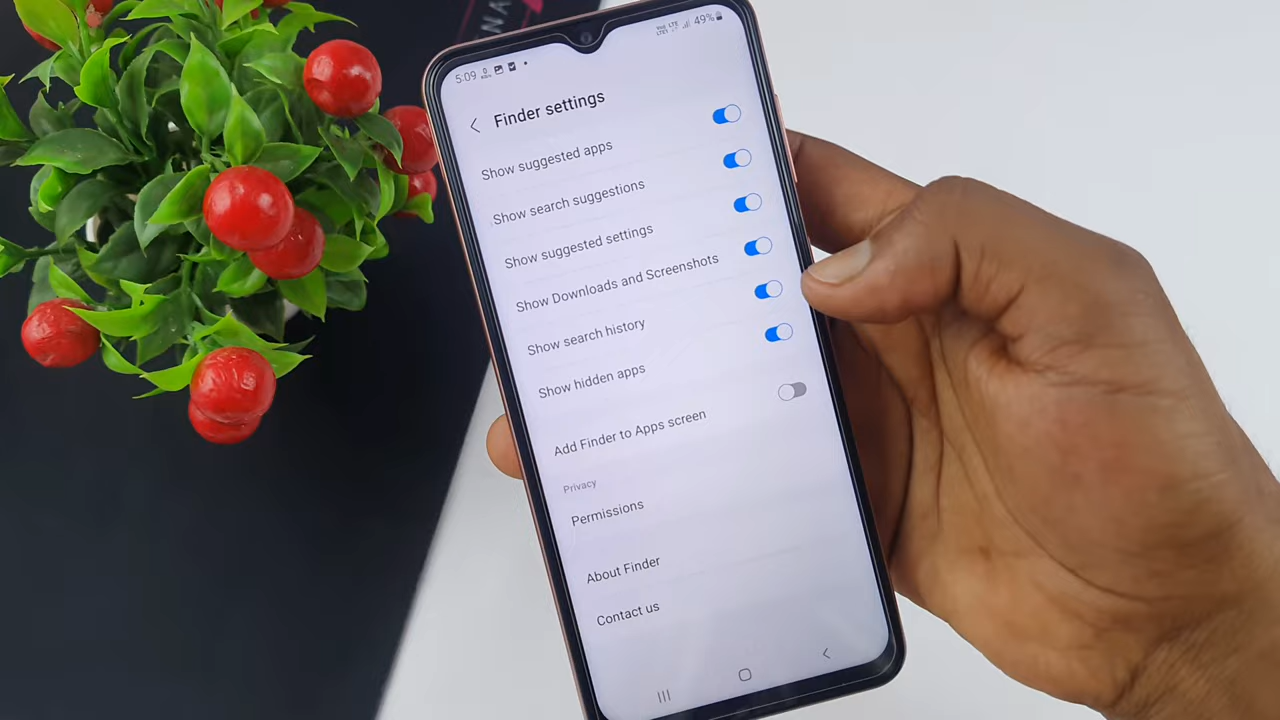 NA
5:09
49%
Finder settings
Show suggested apps
Show search suggestions
Show suggested settings
Show Downloads and Screenshots
Show search history
Show hidden apps
Add Finder to Apps screen
Privacy
Permissions
About Finder
Contact us